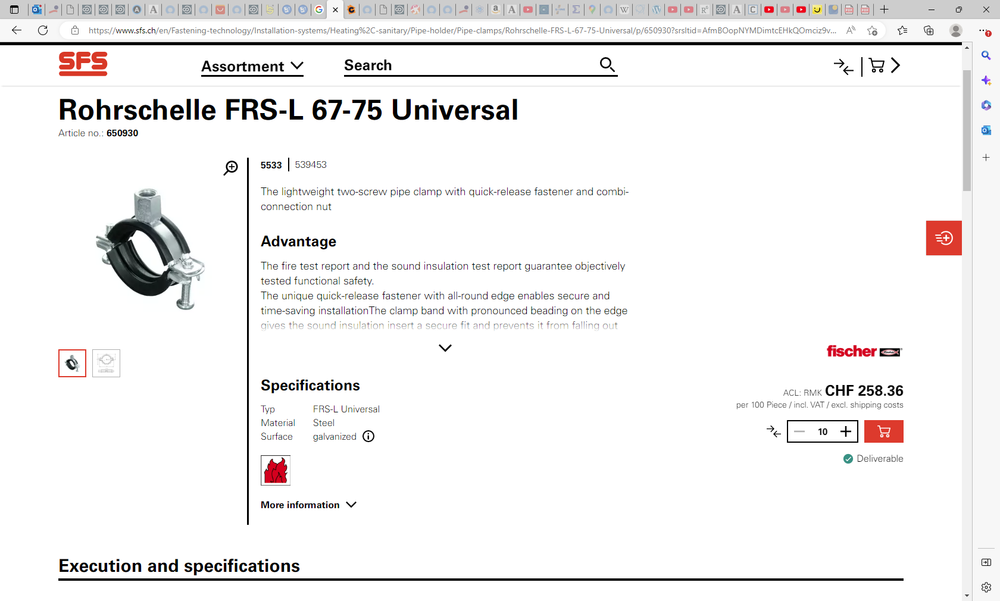 https://www.sfs.ch/en/Fastening-technology/Installation-systems/Heating%2C-sanitary/Pipe-holder/Pipe-clamps/Rohrschelle-FRS-L-67-75-Universal/p/650930?srsltid=AfmBOopNYMDimtcEHkQOmciz9v...
SFS
Assortment
Search
Rohrschelle FRS-L 67-75 Universal
Article no.: 650930
5533 | 539453
The lightweight two-screw pipe clamp with quick-release fastener and combi-
connection nut
Advantage
The fire test report and the sound insulation test report guarantee objectively
tested functional safety.
The unique quick-release fastener with all-round edge enables secure and
time-saving installationThe clamp band with pronounced beading on the edge
gives the sound insulation insert a secure fit and prevents it from falling out
fischer
Specifications
Typ FRS-L Universal
Material Steel
Surface galvanized
ACL: RMK CHF 258.36
per 100 Piece / incl. VAT / excl. shipping costs
10
Deliverable
More information
Execution and specifications